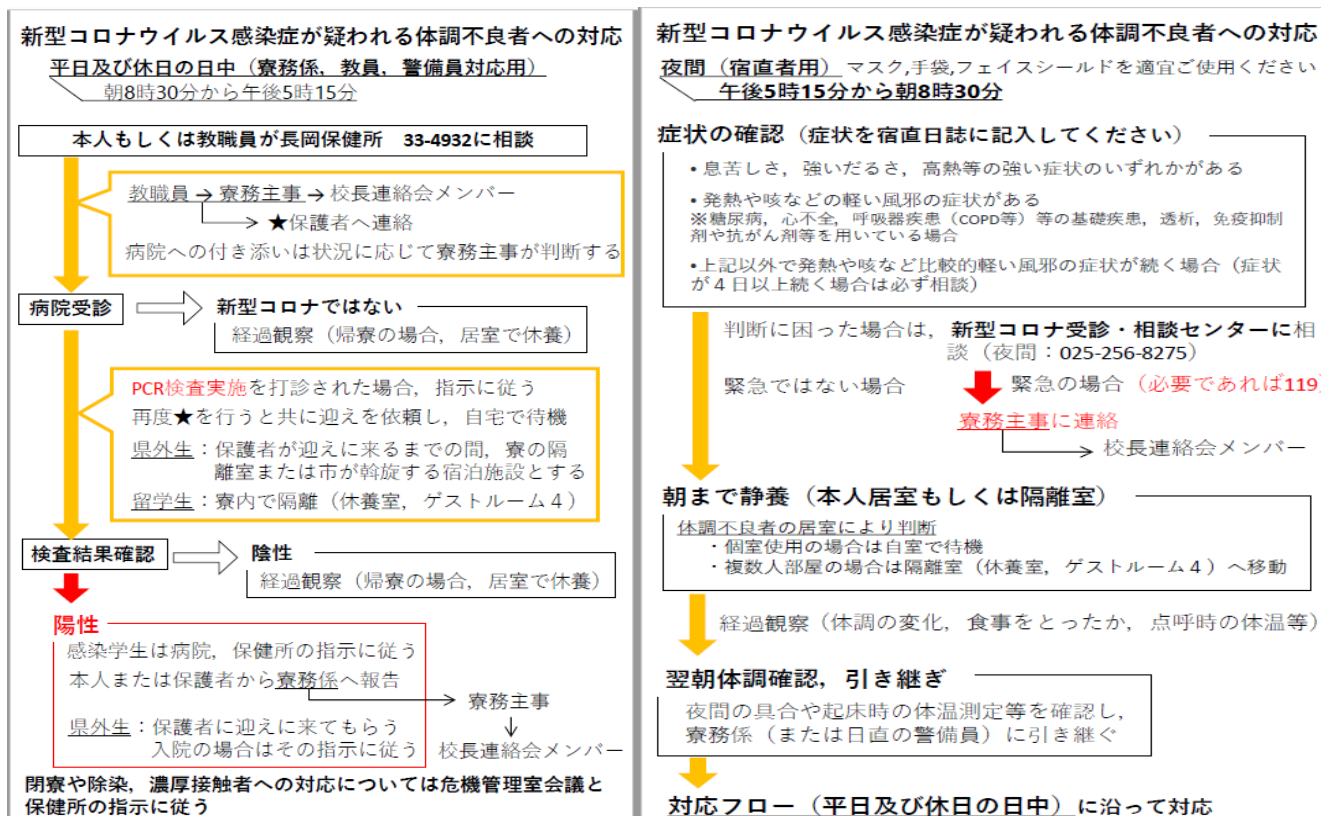 新型コロナウイルス感染症が疑われる体調不良者への対応
平日及び休日の日中（寮務係，教員，警備員対応用）
朝8時30分から午後5時15分
本人もしくは教職員が長岡保健所　33-4932に相談
教職員 → 寮務主事 → 校長連絡会メンバー
★保護者へ連絡
病院への付き添いは状況に応じて寮務主事が判断する
病院受診
新型コロナではない
経過観察（帰寮の場合，居室で休養）
PCR検査実施を打診された場合，指示に従う
再度★を行うと共に迎えを依頼し，自宅で待機
県外生：保護者が迎えに来るまでの間，寮の隔
離室または市が斡旋する宿泊施設とする
留学生：寮内で隔離（休養室，ゲストルーム４）
検査結果確認
陰性
経過観察（帰寮の場合，居室で休養）
陽性
感染学生は病院，保健所の指示に従う
本人または保護者から寮務係へ報告
寮務主事
県外生：保護者に迎えに来てもらう
入院の場合はその指示に従う
校長連絡会メンバー
閉寮や除染，濃厚接触者への対応については危機管理室会議と
保健所の指示に従う
新型コロナウイルス感染症が疑われる体調不良者への対応
夜間（宿直者用）マスク,手袋,フェイスシールドを適宜ご使用ください
午後5時15分から朝8時30分
症状の確認（症状を宿直日誌に記入してください）
・息苦しさ，強いだるさ，高熱等の強い症状のいずれかがある
・発熱や咳などの軽い風邪の症状がある
※糖尿病，心不全，呼吸器疾患（COPD等）等の基礎疾患，透析，免疫抑制
剤や抗がん剤等を用いている場合
・上記以外で発熱や咳など比較的軽い風邪の症状が続く場合（症状
が４日以上続く場合は必ず相談）
判断に困った場合は，新型コロナ受診・相談センターに相
談（夜間：025-256-8275）
緊急ではない場合
緊急の場合（必要であれば119）
寮務主事に連絡
校長連絡会メンバー
朝まで静養（本人居室もしくは隔離室）
体調不良者の居室により判断
・個室使用の場合は自室で待機
・複数人部屋の場合は隔離室（休養室，ゲストルーム４）へ移動
経過観察（体調の変化，食事をとったか，点呼時の体温等）
翌朝体調確認，引き継ぎ
夜間の具合や起床時の体温測定等を確認し，
寮務係（または日直の警備員）に引き継ぐ
対応フロー（平日及び休日の日中）に沿って対応